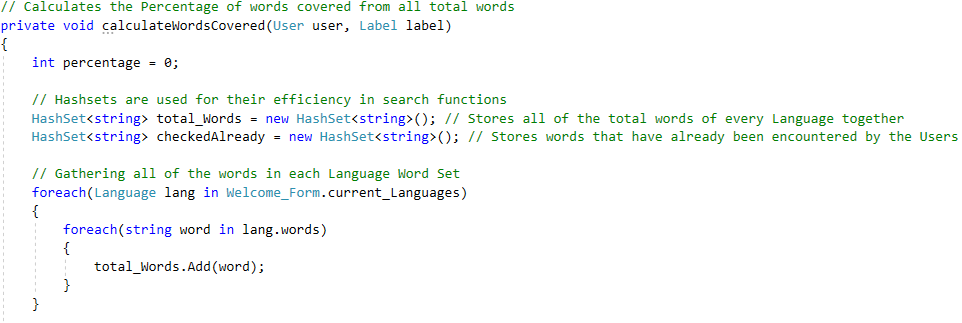 // Calculates the Percentage of words covered from all total words
private void calculateWordsCovered(User user, Label label)
{
    int percentage = 0;

    // Hashsets are used for their efficiency in search functions
    HashSet<string> total_Words = new HashSet<string>(); // Stores all of the total words of every Language together
    HashSet<string> checkedAlready = new HashSet<string>(); // Stores words that have already been encountered by the Users

    // Gathering all of the words in each Language Word Set
    foreach(Language lang in Welcome_Form.current_Languages)
    {
        foreach(string word in lang.words)
        {
            total_Words.Add(word);
        }
    }